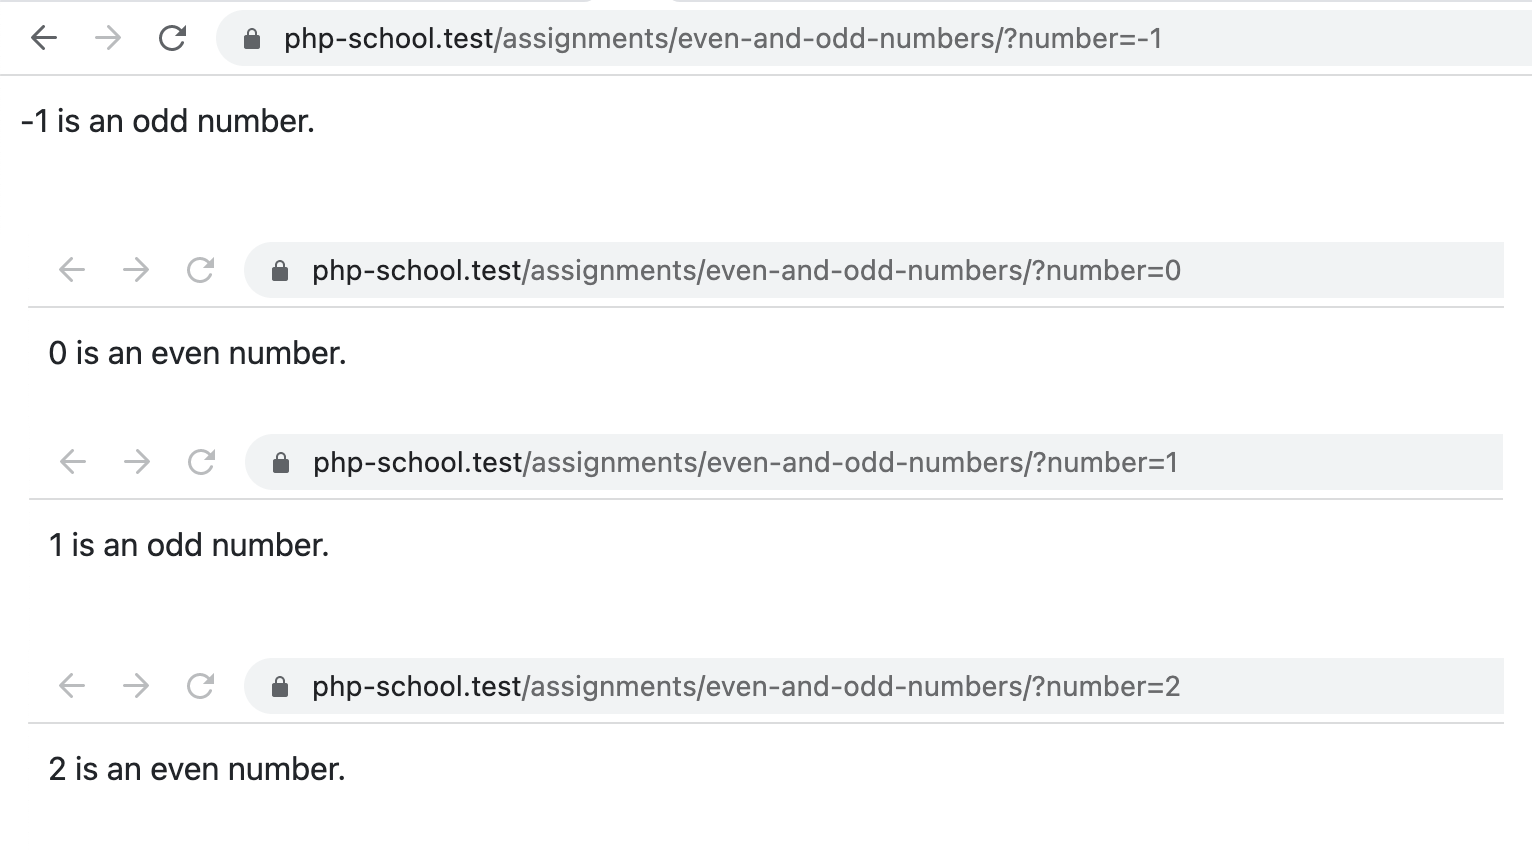 php-school.test/assignments/even-and-odd-numbers/?number=-1
-1 is an odd number.
php-school.test/assignments/even-and-odd-numbers/?number=0
0 is an even number.
php-school.test/assignments/even-and-odd-numbers/?number=1
1 is an odd number.
php-school.test/assignments/even-and-odd-numbers/?number=2
2 is an even number.